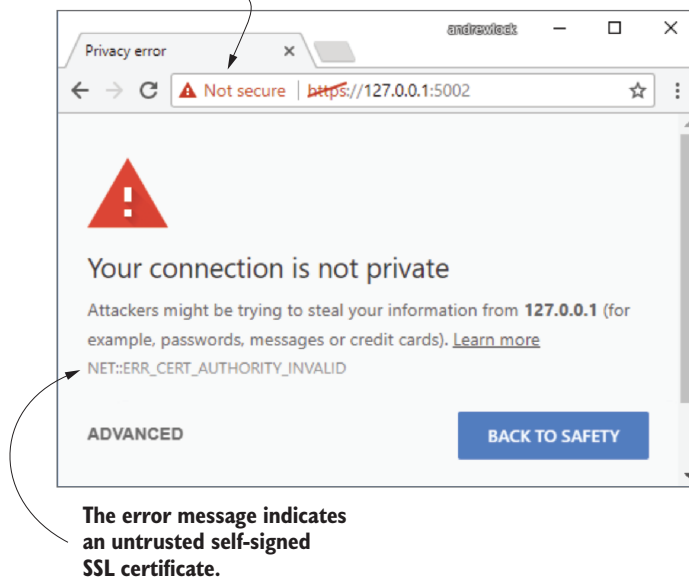 andrewlock
Privacy error
Not secure | https://127.0.0.1:5002
Your connection is not private
Attackers might be trying to steal your information from 127.0.0.1 (for
example, passwords, messages or credit cards). Learn more
NET::ERR_CERT_AUTHORITY_INVALID
ADVANCED
BACK TO SAFETY
The error message indicates
an untrusted self-signed
SSL certificate.